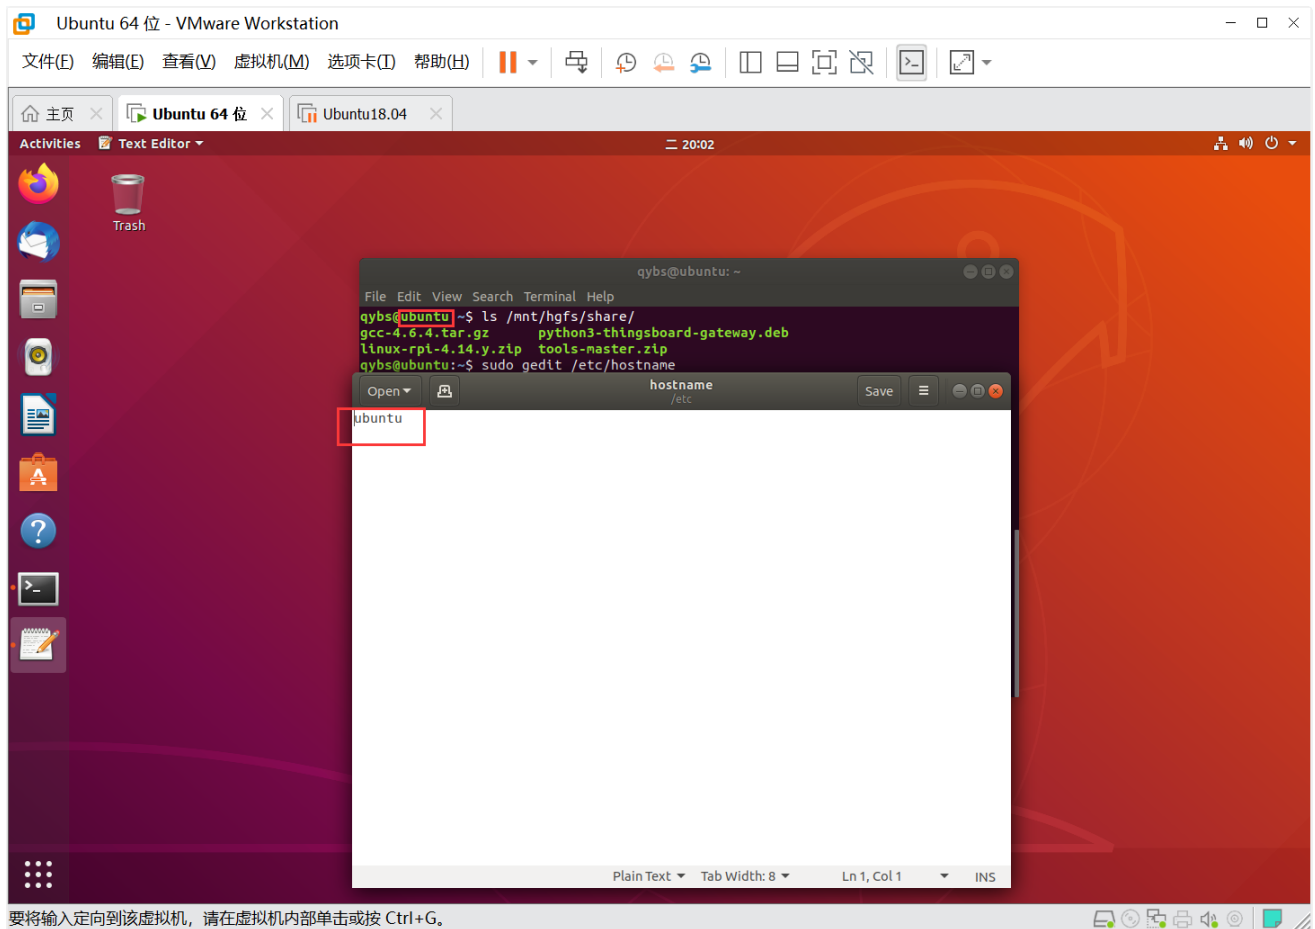 Ubuntu 64 位 - VMware Workstation
文件(F) 编辑(E) 查看(V) 虚拟机(M) 选项卡(T) 帮助(H)
主页 Ubuntu 64 位 Ubuntu18.04
Activities Text Editor 二 20:02
Trash
qybs@ubuntu: ~
File Edit View Search Terminal Help
qybs@ubuntu ~$ ls /mnt/hgfs/share/
gcc-4.6.4.tar.gz python3-thingsboard-gateway.deb
linux-rpi-4.14.y.zip tools-master.zip
qybs@ubuntu:~$ sudo gedit /etc/hostname
Open hostname Save
/etc
ubuntu
Plain Text Tab Width: 8 Ln 1, Col 1 INS
要将输入定向到该虚拟机，请在虚拟机内部单击或按 Ctrl+G。